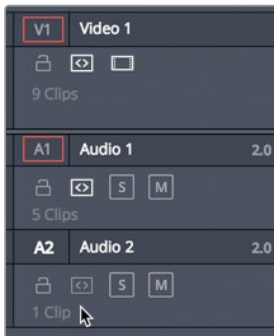 V1 Video 1
9 Clips
A1 Audio 1 2.0
S M
5 Clips
A2 Audio 2 2.0
S M
1 Clip